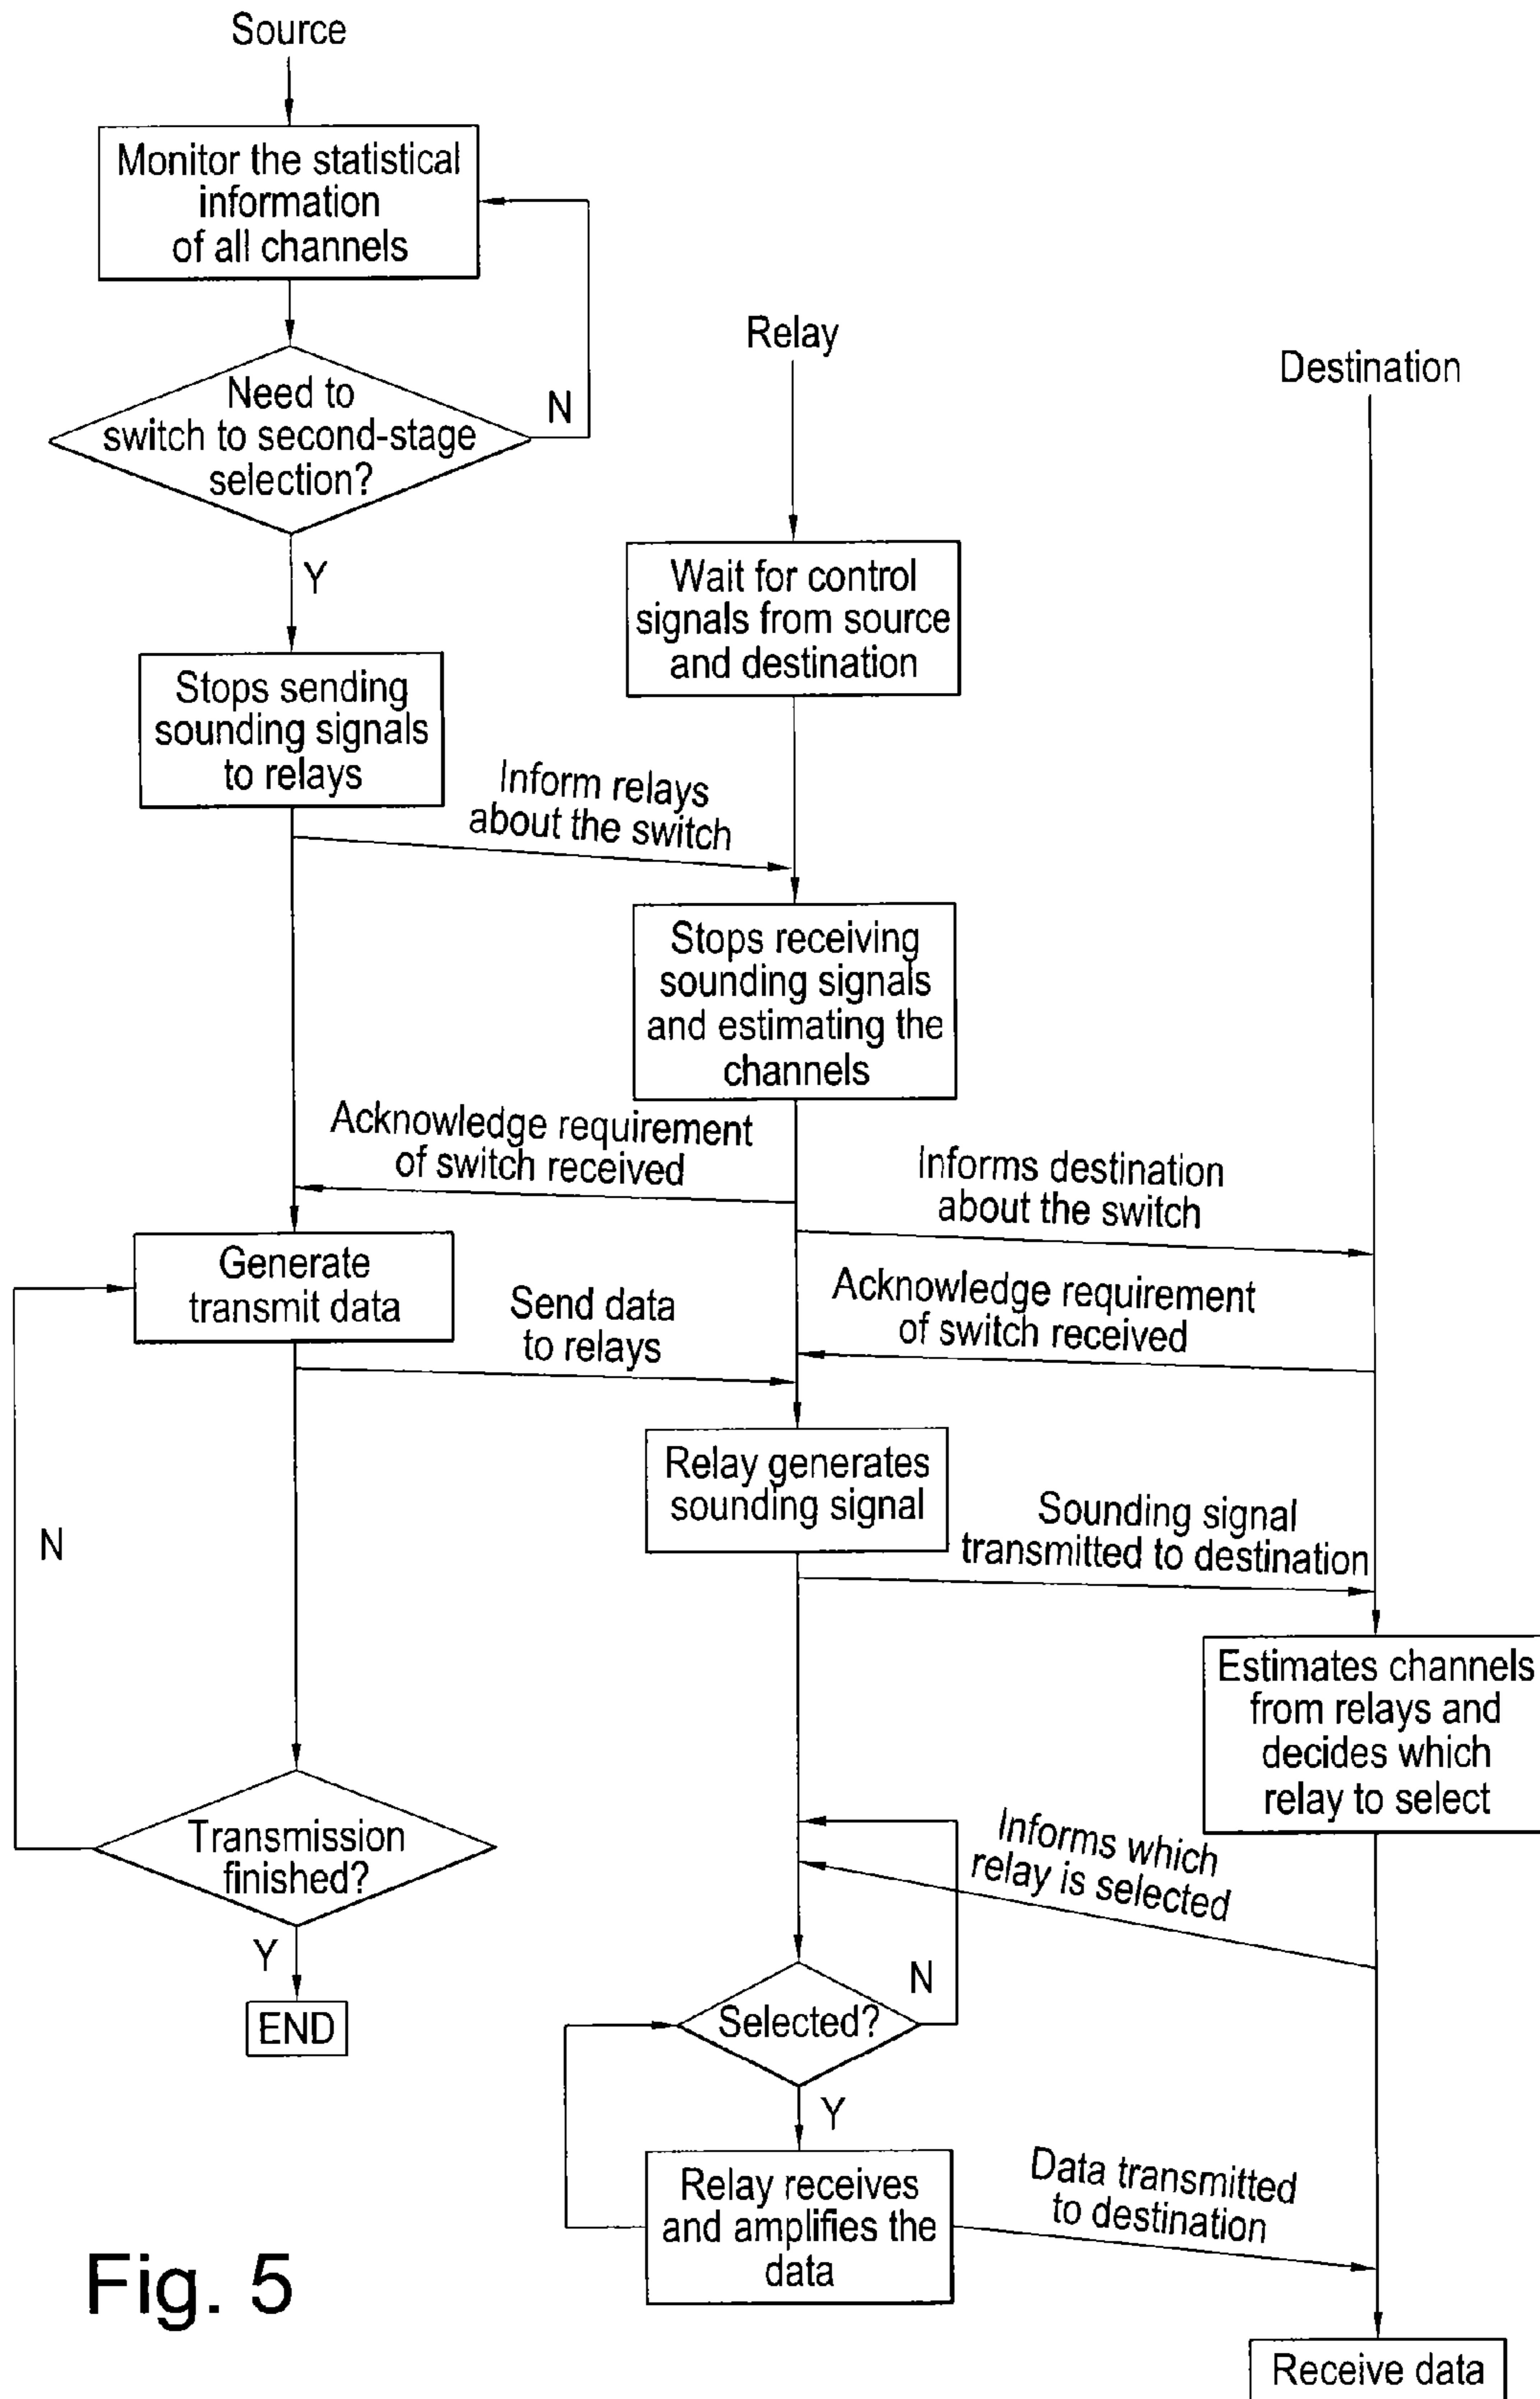 Source
Monitor the statistical
information
of all channels
Need to
switch to second-stage
selection?
N
Y
Relay
Destination
Wait for control
signals from source
and destination
Stops sending
sounding signals
to relays
Inform relays
about the switch
Stops receiving
sounding signals
and estimating the
channels
Acknowledge requirement
of switch received
Informs destination
about the switch
Generate
transmit data
Send data
to relays
Acknowledge requirement
of switch received
Relay generates
sounding signal
Sounding signal
transmitted to destination
N
Estimates channels
from relays and
decides which
relay to select
Transmission
finished?
Informs which
relay is selected
Y
END
N
Selected?
Y
Relay receives
and amplifies the
data
Data transmitted
to destination
Receive data
Fig. 5